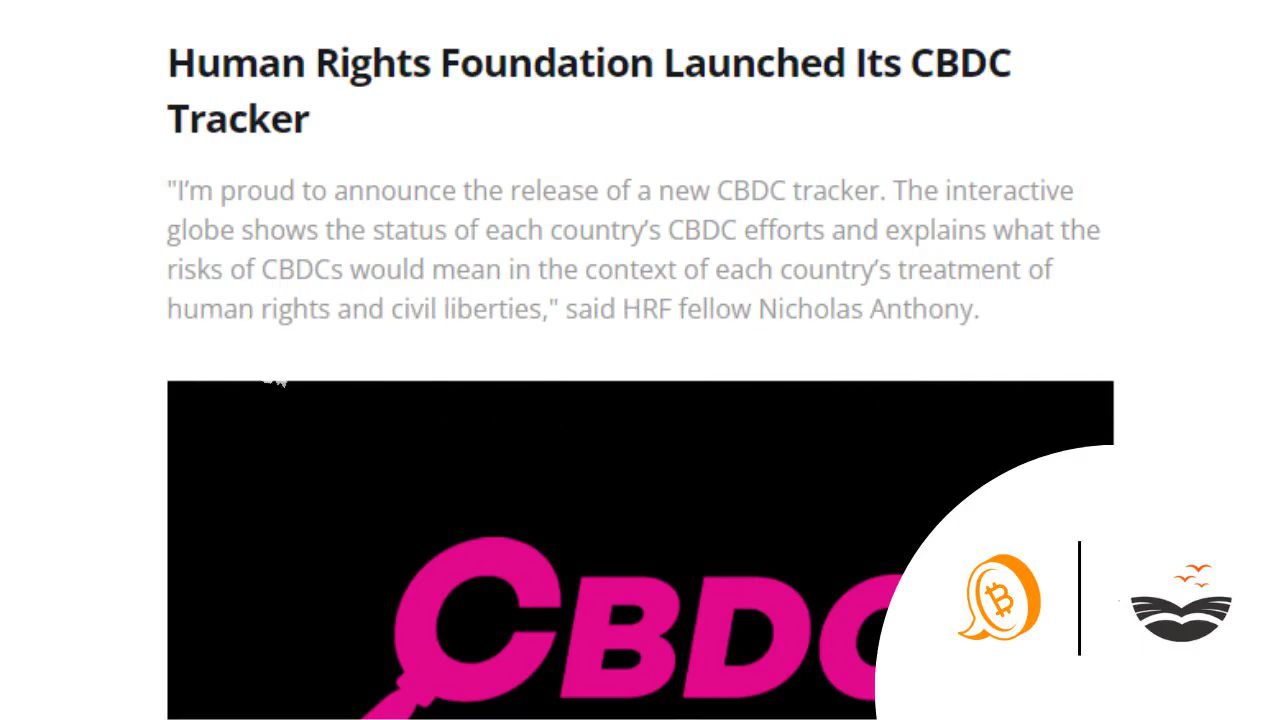 Human Rights Foundation Launched Its CBDC
Tracker
"I’m proud to announce the release of a new CBDC tracker. The interactive
globe shows the status of each country’s CBDC efforts and explains what the
risks of CBDCs would mean in the context of each country’s treatment of
human rights and civil liberties," said HRF fellow Nicholas Anthony.
CBDC